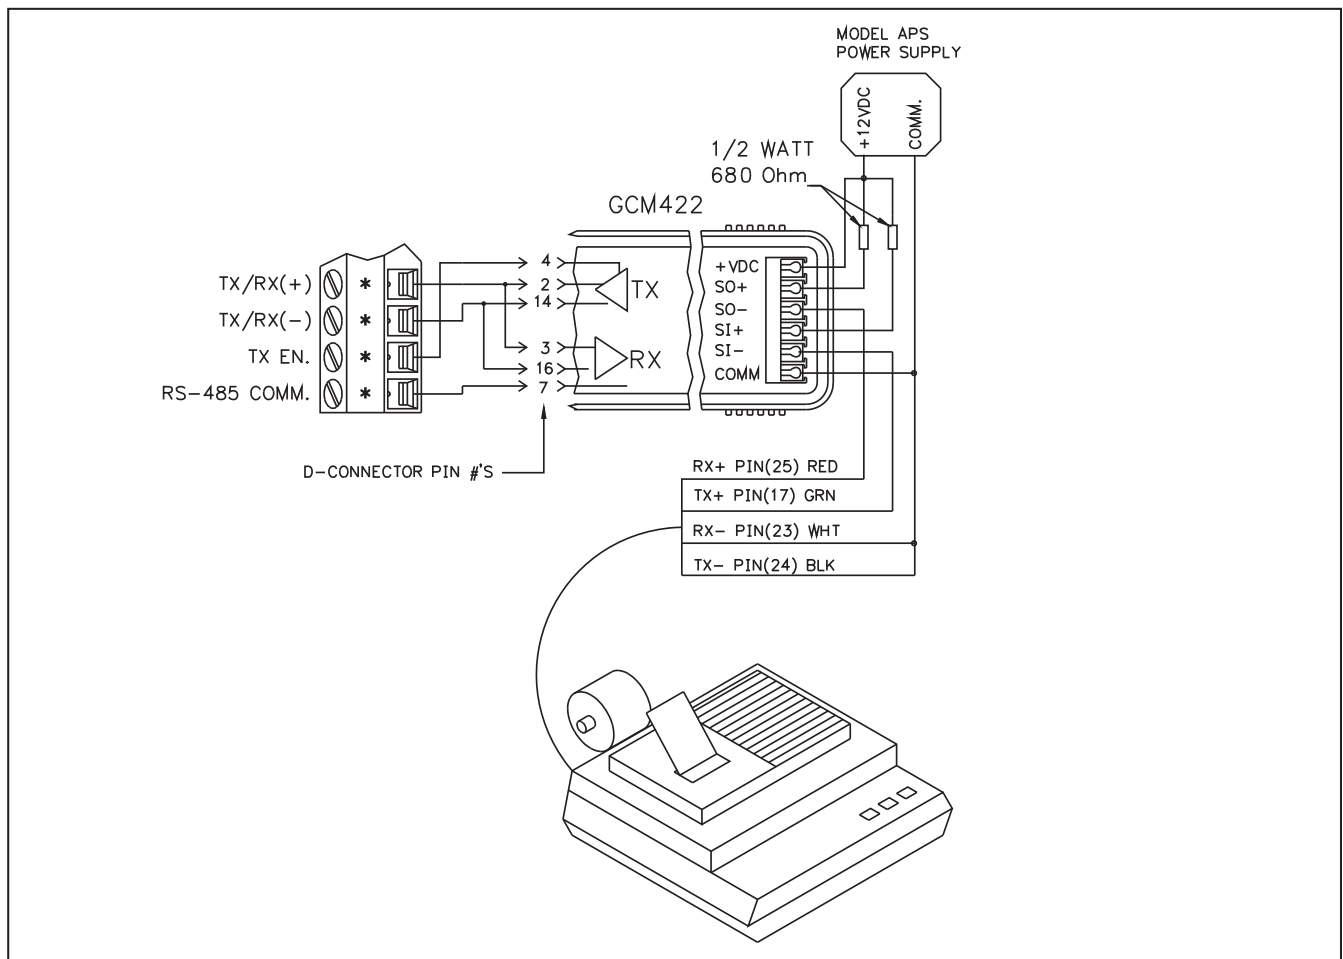 MODEL APS
POWER SUPPLY
+12VDC
COMM.
1/2 WATT
680 Ohm
GCM422
TX/RX(+)
*
TX/RX(-)
*
TX EN.
*
RS-485 COMM.
*
4
2
14
3
16
7
TX
RX
+VDC
SO+
SO-
SI+
SI-
COMM
D-CONNECTOR PIN #'S
RX+ PIN(25) RED
TX+ PIN(17) GRN
RX- PIN(23) WHT
TX- PIN(24) BLK